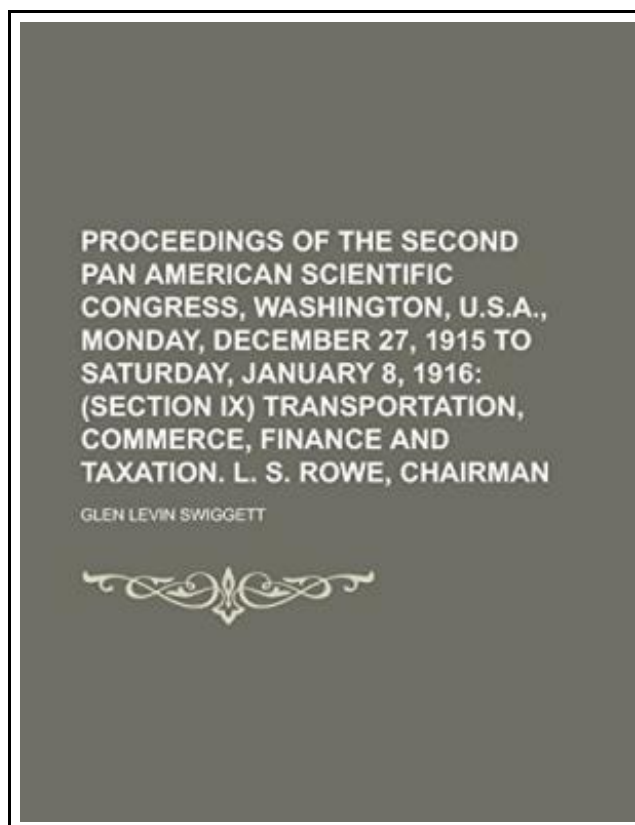 PROCEEDINGS OF THE SECOND
PAN AMERICAN SCIENTIFIC
CONGRESS, WASHINGTON, U.S.A.,
MONDAY, DECEMBER 27, 1915 TO
SATURDAY, JANUARY 8, 1916:
(SECTION IX) TRANSPORTATION,
COMMERCE, FINANCE AND
TAXATION. L. S. ROWE, CHAIRMAN
GLEN LEVIN SWIGGETT